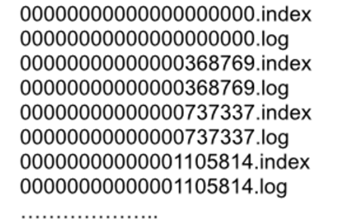 00000000000000000000.index
00000000000000000000.log
00000000000000368769.index
00000000000000368769.log
00000000000000737337.index
00000000000000737337.log
00000000000001105814.index
00000000000001105814.log
………………..